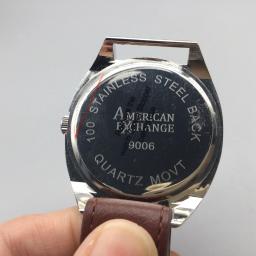 100 STAINLESS STEEL BACK
AMERICAN
EXCHANGE
9006
QUARTZ MOVT